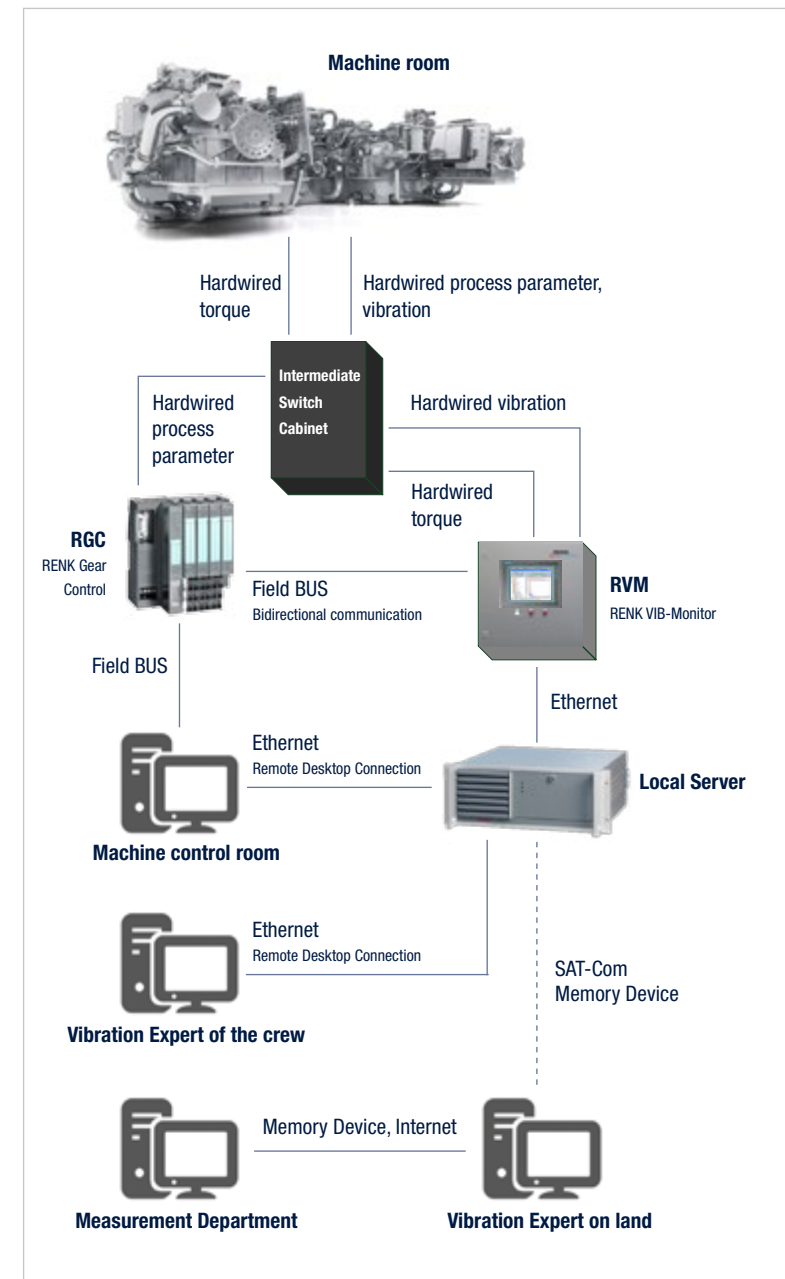 Machine room
Hardwired
torque
Hardwired process parameter,
vibration
Intermediate
Switch
Cabinet
Hardwired
process
parameter
Hardwired vibration
Hardwired
torque
RGC
RENK Gear
Control
Field BUS
Bidirectional communication
RVM
RENK VIB-Monitor
Field BUS
Ethernet
Ethernet
Remote Desktop Connection
Local Server
Machine control room
Ethernet
Remote Desktop Connection
SAT-Com
Memory Device
Vibration Expert of the crew
Memory Device, Internet
Measurement Department
Vibration Expert on land